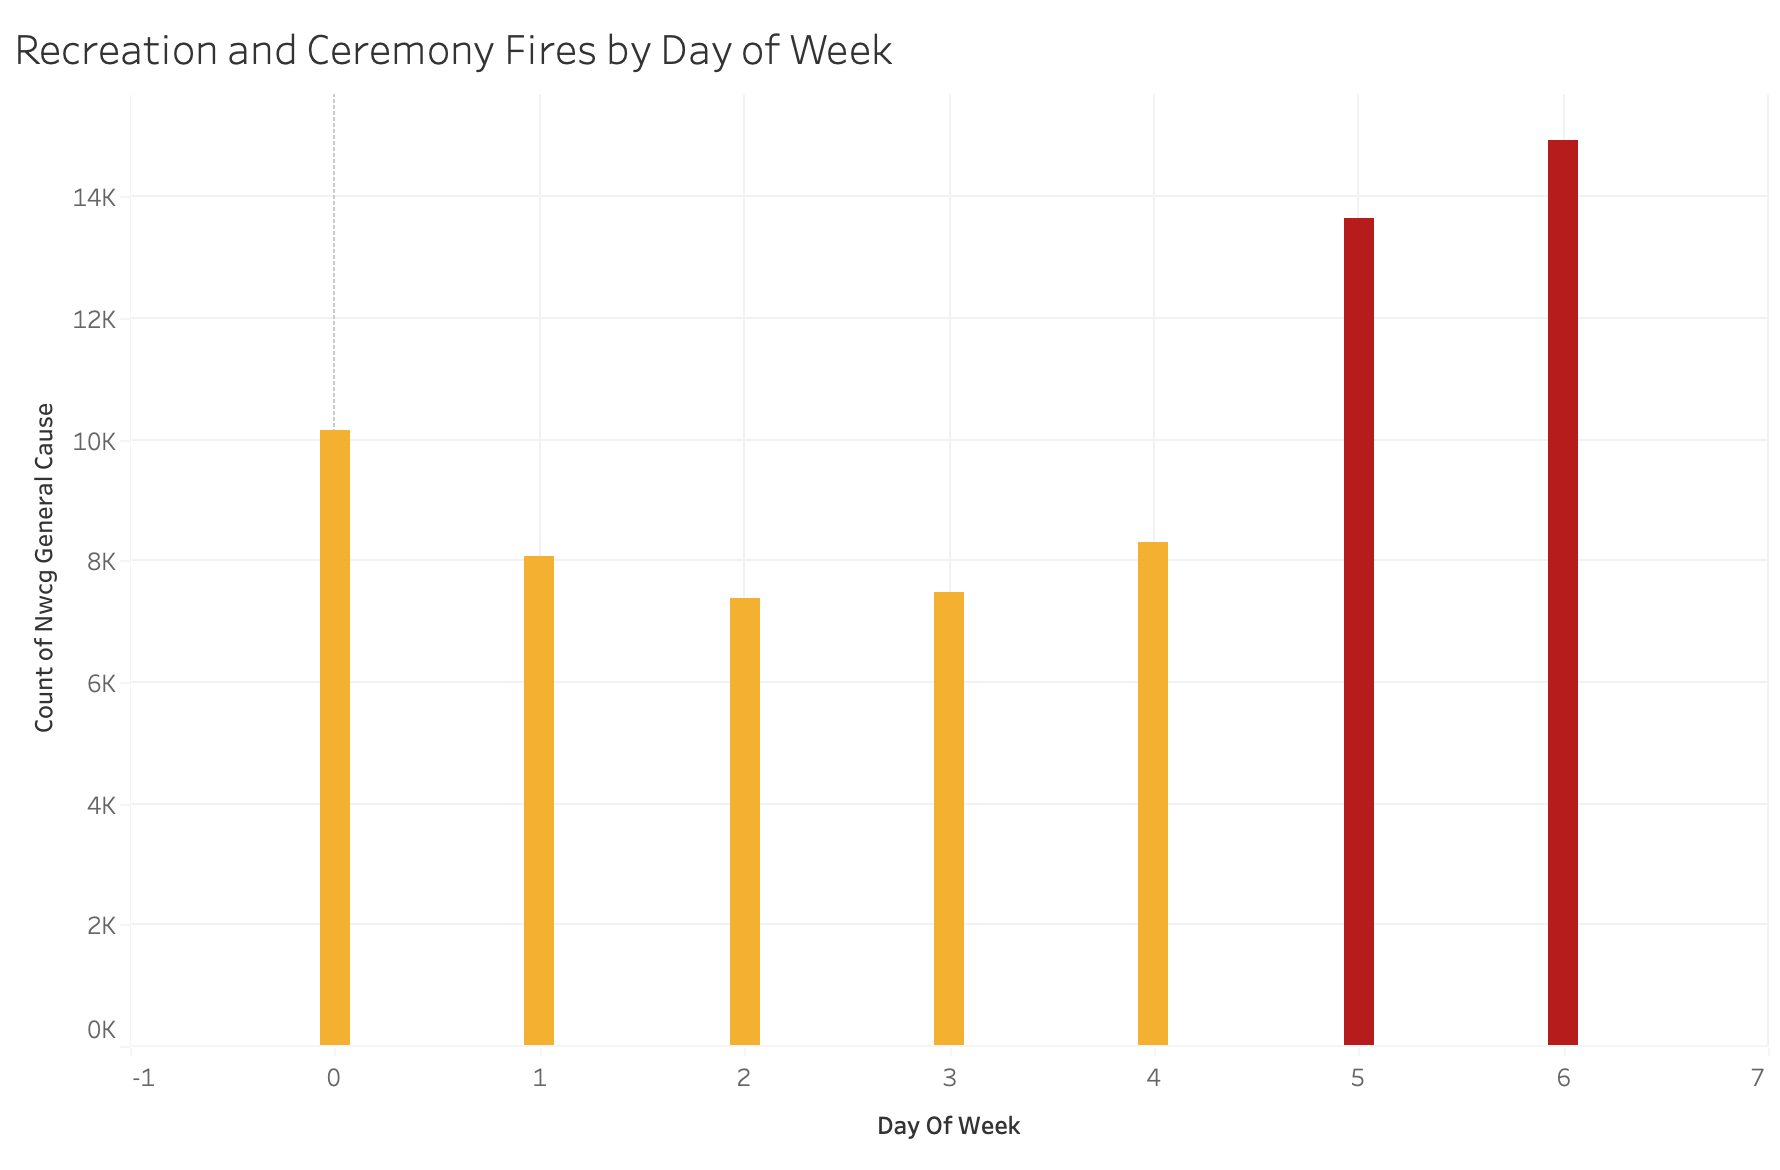 Recreation and Ceremony Fires by Day of Week
14K
12K
10K
8K
6K
4K
2K
0K
Count of Nwcg General Cause
-1 0 1 2 3 4 5 6 7
Day Of Week